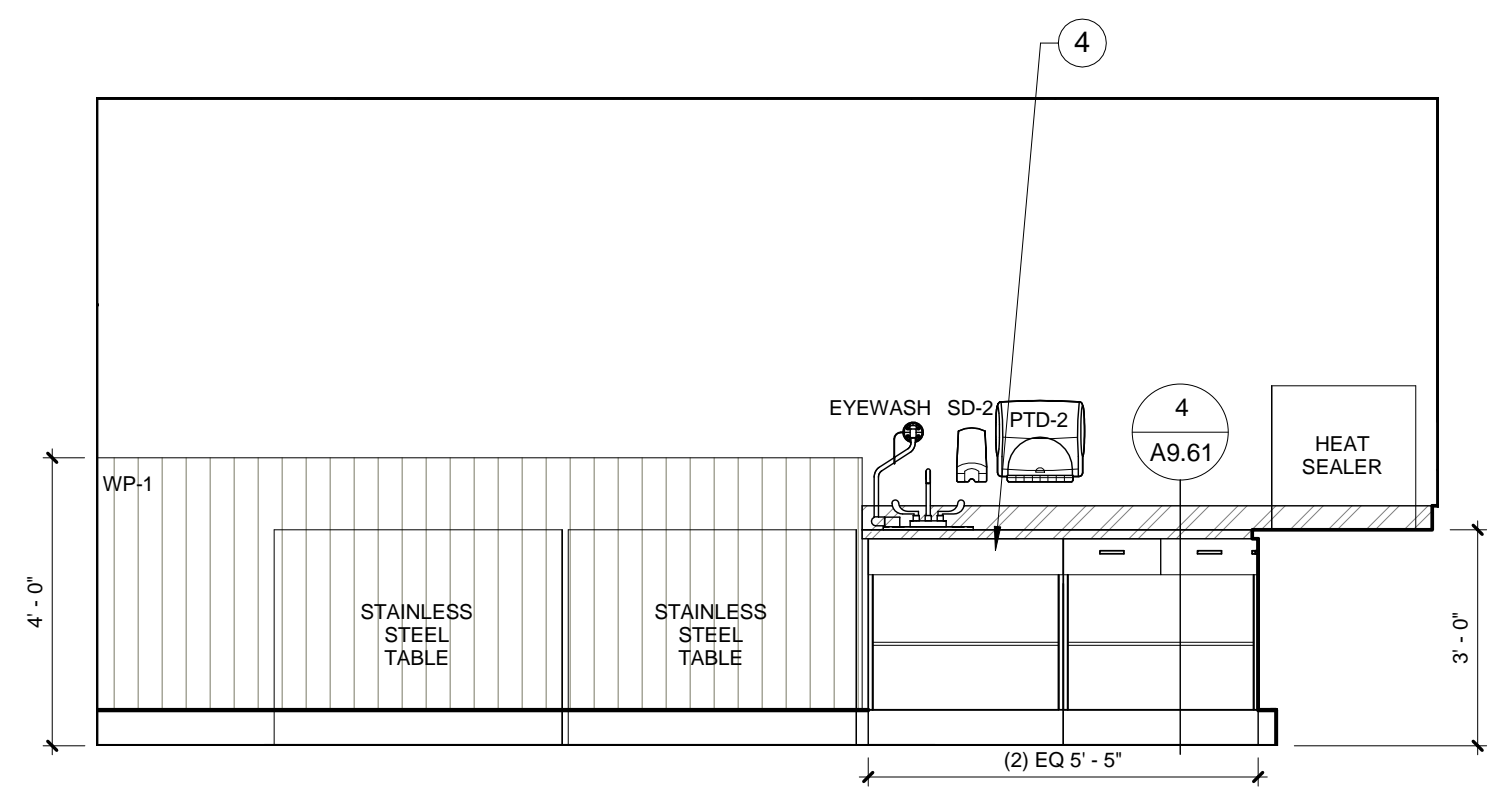 4
EYEWASH
SD-2
PTD-2
4
A9.61
HEAT
SEALER
WP-1
4' - 0"
STAINLESS
STEEL
TABLE
STAINLESS
STEEL
TABLE
3' - 0"
(2) EQ 5' - 5"